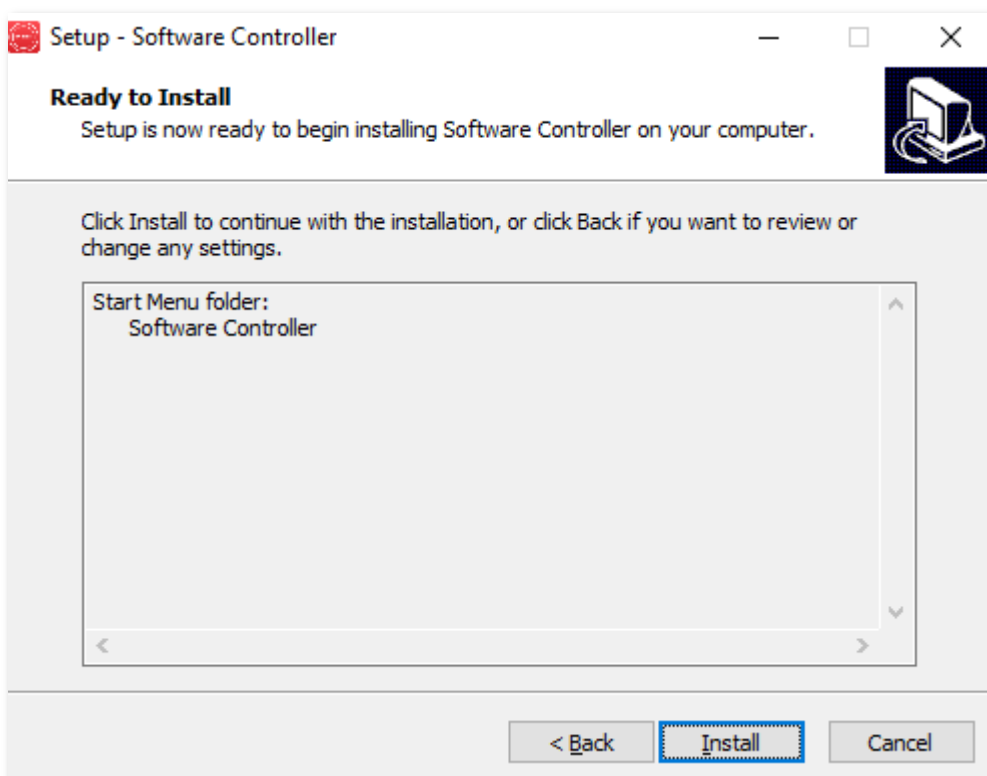 Setup - Software Controller
Ready to Install
Setup is now ready to begin installing Software Controller on your computer.
Click Install to continue with the installation, or click Back if you want to review or
change any settings.
Start Menu folder:
Software Controller
< Back
Install
Cancel